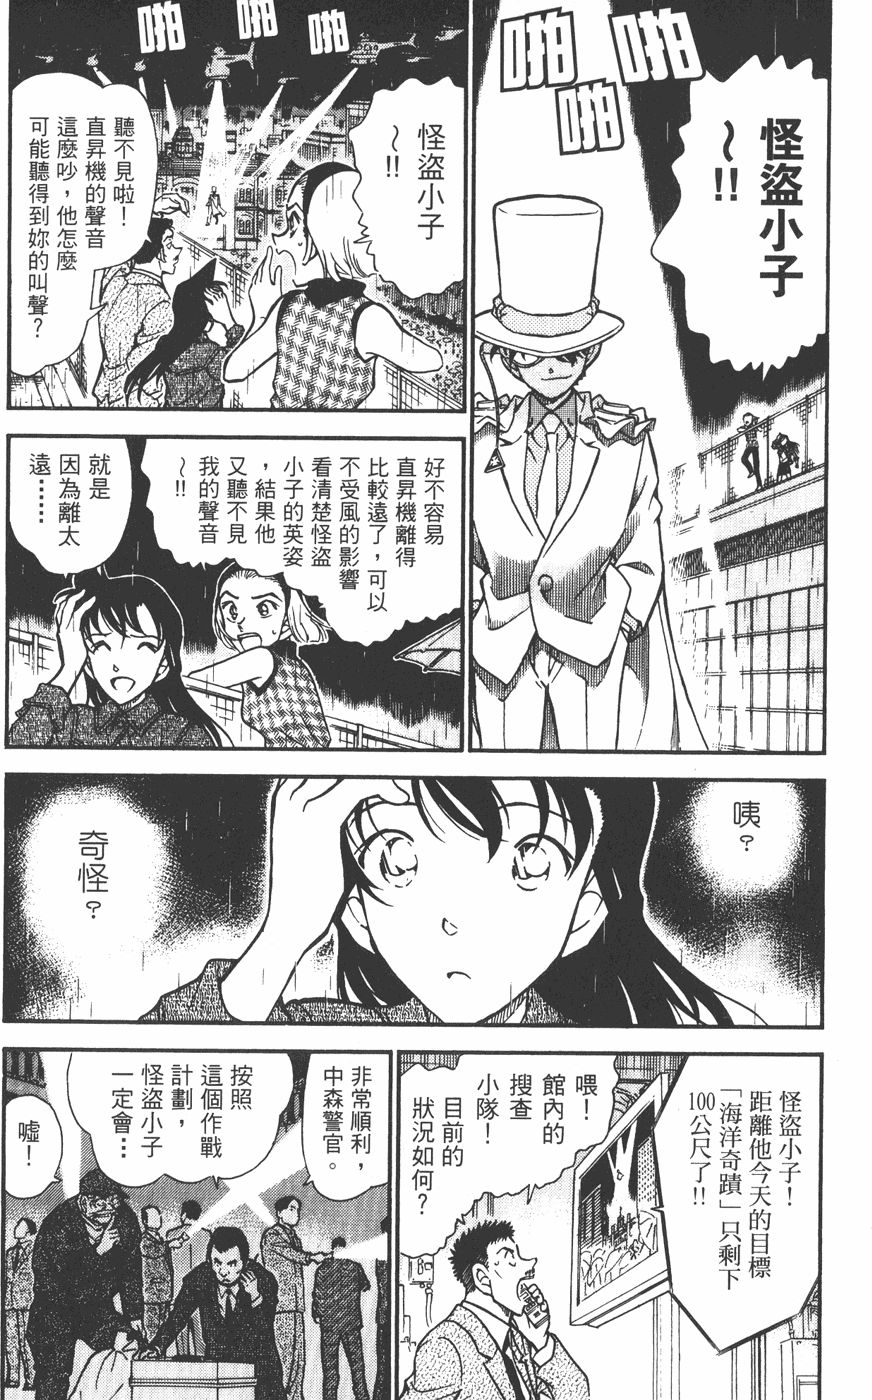 啪
啪
啪
怪盜小子
～!!
啪
啪
啪
怪盜小子
～!!
聽不見啦！
直昇機的聲音
這麼吵，他怎麼
可能聽得到妳的叫聲？
好不容易
直昇機離得
比較遠了，可以
不受風的影響
看清楚怪盜
小子的英姿
，結果他
又聽不見
我的聲音
～!!
就是
因為離太
遠……
咦？
奇怪？
怪盜小子！
距離他今天的目標
「海洋奇蹟」只剩下
100公尺了!!
喂！
館內的
搜查
小隊！
目前的
狀況如何？
非常順利，
中森警官。
按照
這個作戰
計劃，
怪盜小子
一定會…
噓！